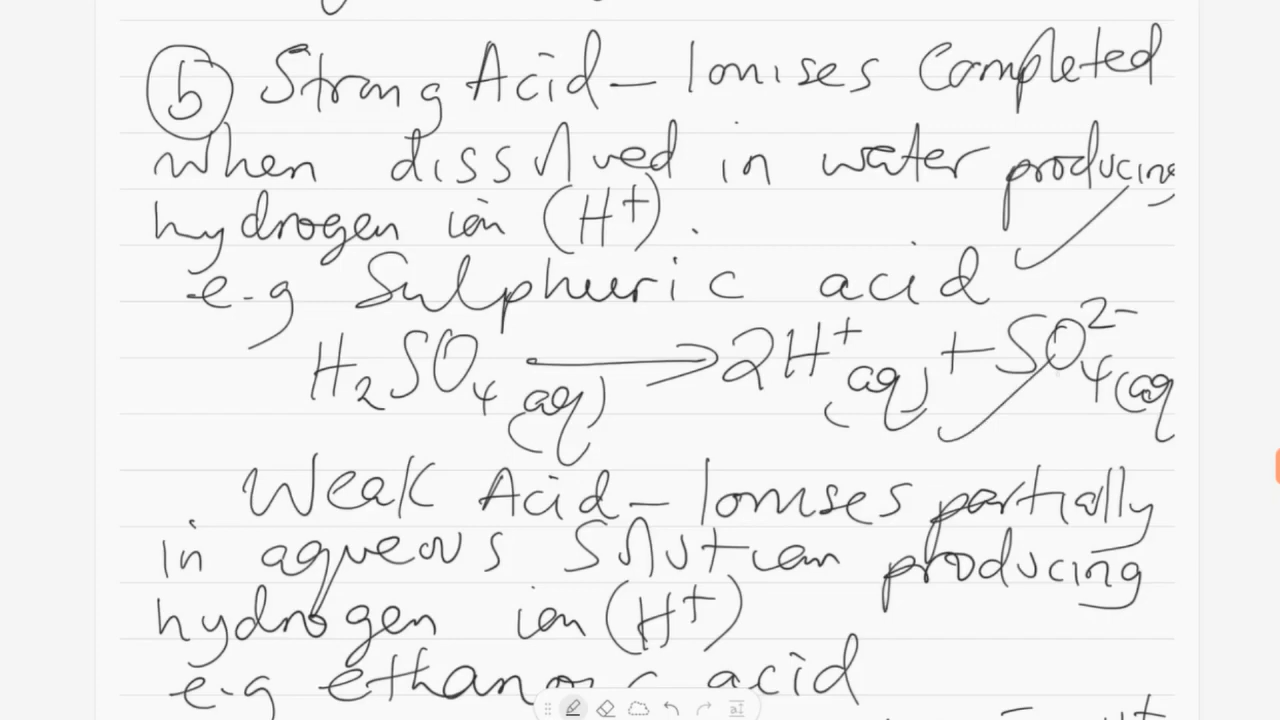 (b) Strong Acid - Ionises Completed
when dissolved in water producing
hydrogen ion (H⁺).
e.g Sulphuric acid
H₂SO₄(aq) ⟶ 2H⁺(aq) + SO₄²⁻(aq
Weak Acid - Ionises partially
in aqueous solution producing
hydrogen ion (H⁺)
e.g ethanoic acid